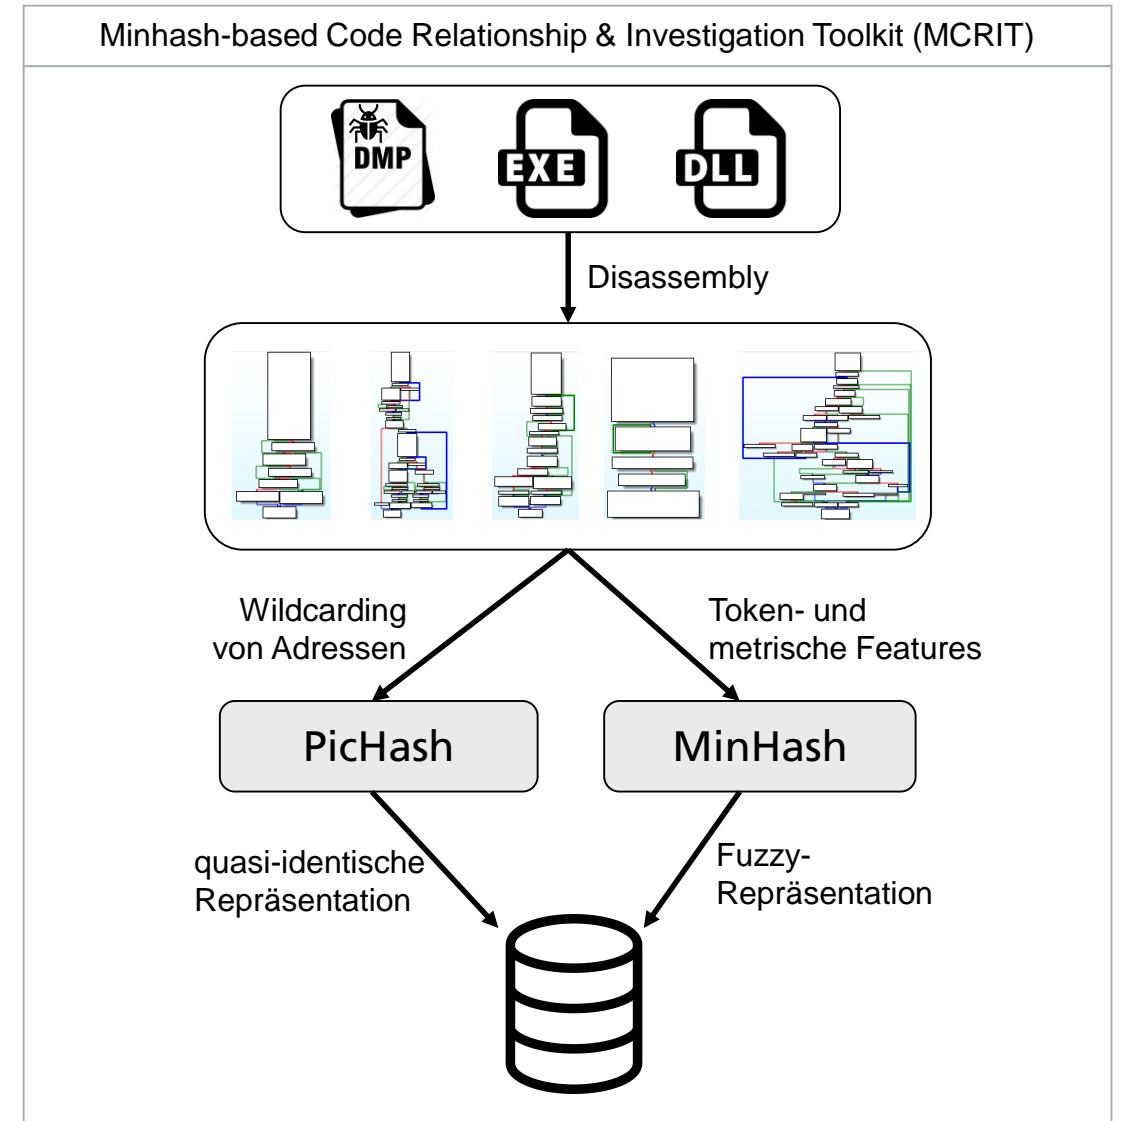 Minhash-based Code Relationship & Investigation Toolkit (MCRIT)
DMP
EXE
DLL
Disassembly
Wildcarding
von Adressen
Token- und
metrische Features
PicHash
MinHash
quasi-identische
Repräsentation
Fuzzy-
Repräsentation